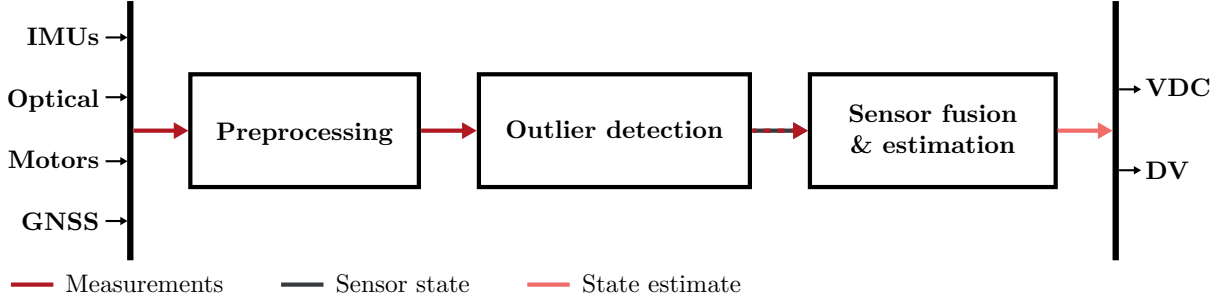 IMUs
Optical
Motors
GNSS
Preprocessing
Outlier detection
Sensor fusion
& estimation
VDC
DV
Measurements
Sensor state
State estimate